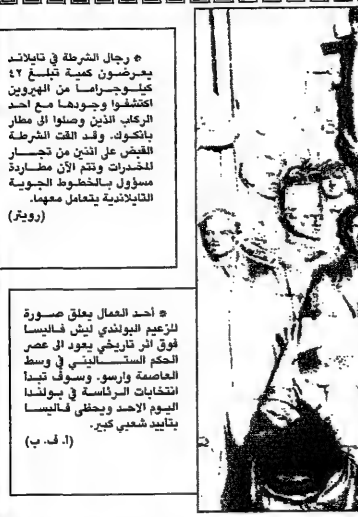 * رجال الشرطة في تايلاند
يعرضون كمية تبلغ ٤٢
كيلوجراما من الهروين
اكتشفوا وجودها مع احد
الركاب الذين وصلوا الى مطار
بانكوك. وقد القت الشرطة
القبض على اثنين من تجار
المخدرات وتتم الآن مطاردة
مسؤول بالخطوط الجوية
التايلاندية يتعامل معهما.
(رويتر)
* أحد العمال يعلق صورة
للزعيم البولندي ليش فاليسا
فوق اثر تاريخي يعود الى عصر
الحكم الستاليني في وسط
العاصمة وارسو. وسوف تبدأ
انتخابات الرئاسة في بولندا
اليوم الاحد ويحظى فاليسا
بتأييد شعبي كبير.
(أ. ف. ب)